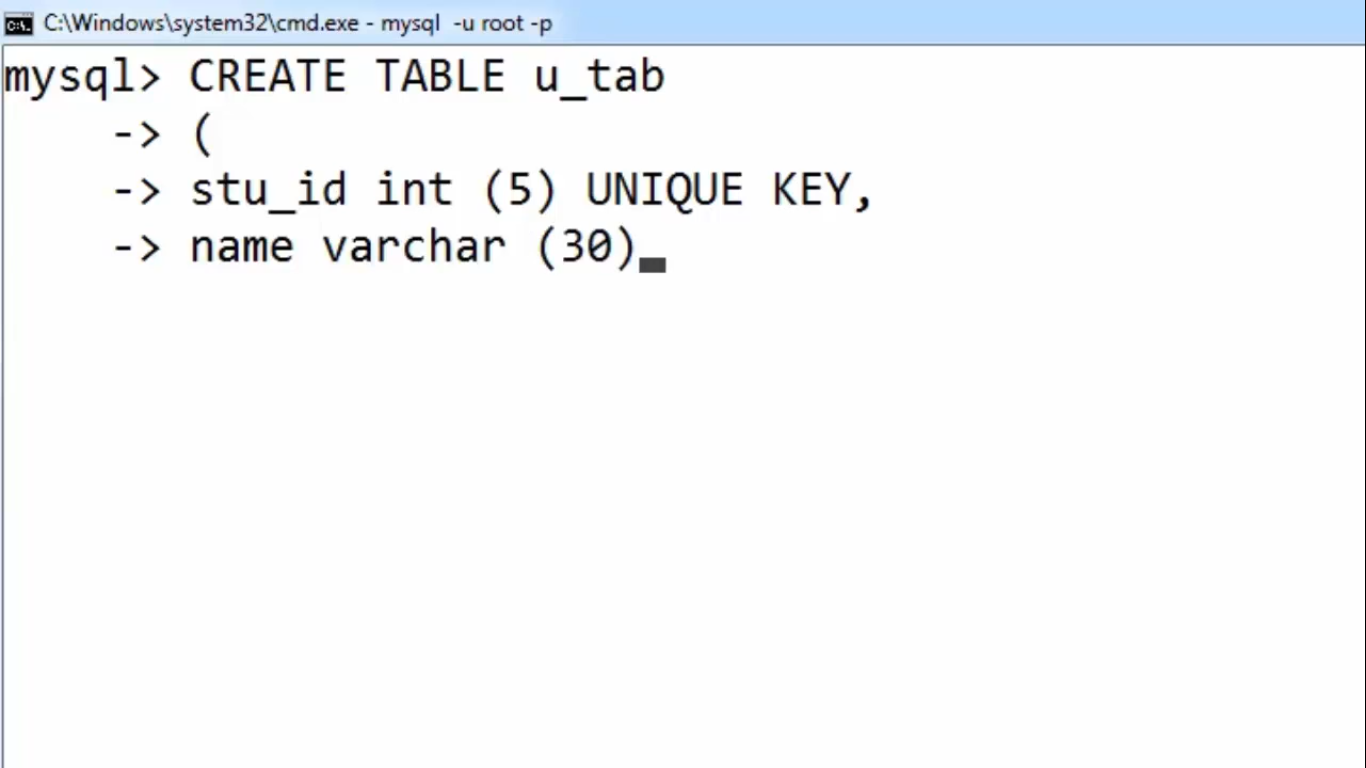 C:\Windows\system32\cmd.exe - mysql  -u root -p
mysql> CREATE TABLE u_tab
    -> (
    -> stu_id int (5) UNIQUE KEY,
    -> name varchar (30)